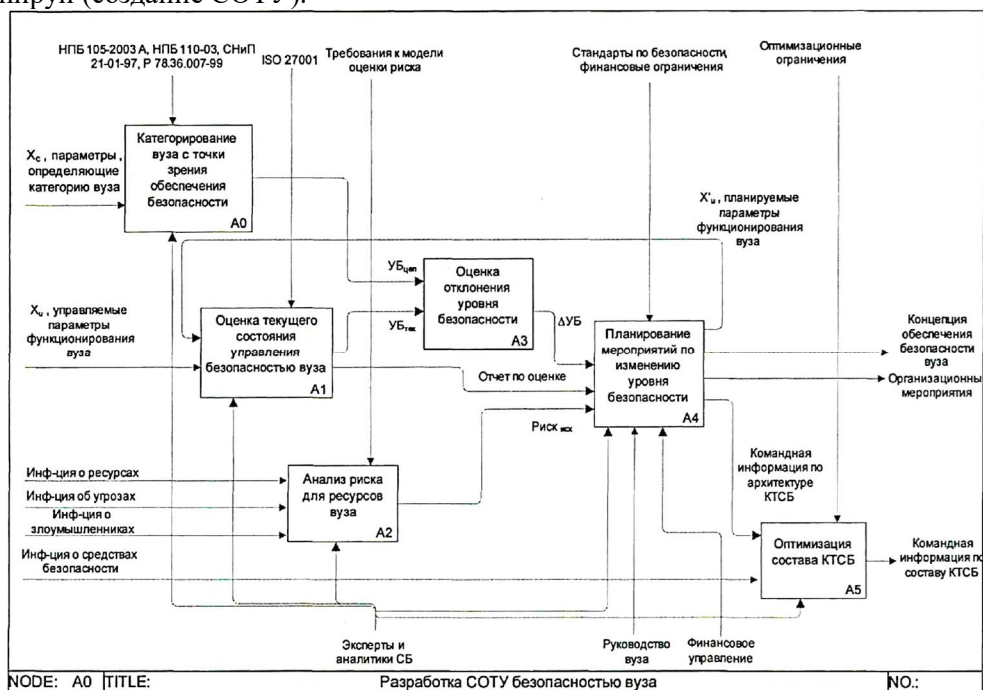 НПБ 105-2003 А, НПБ 110-03, СНиП
21-01-97, Р 78.36.007-99
ISO 27001
Требования к модели
оценки риска
Стандарты по безопасности,
финансовые ограничения
Оптимизационные
ограничения
Категорирование
вуза с точки
зрения
обеспечения
безопасности
A0
Xс, параметры,
определяющие
категорию вуза
X'u, планируемые
параметры
функционирования
вуза
УБцел
УБтек
Оценка
отклонения
уровня
безопасности
A3
ΔУБ
Xu, управляемые
параметры
функционирования
вуза
Оценка текущего
состояния
управления
безопасностью вуза
A1
Отчет по оценке
Планирование
мероприятий по
изменению
уровня
безопасности
A4
Концепция
обеспечения
безопасности
вуза
Организационны
мероприятия
Риск исх
Инф-ция о ресурсах
Инф-ция об угрозах
Инф-ция о
злоумышленниках
Инф-ция о средствах
безопасности
Анализ риска
для ресурсов
вуза
A2
Командная
информация по
архитектуре
КТСБ
Оптимизация
состава КТСБ
A5
Командная
информация по
составу КТСБ
Эксперты и
аналитики СБ
Руководство
вуза
Финансовое
управление
NODE: A0 TITLE: Разработка СОТУ безопасностью вуза NO.: